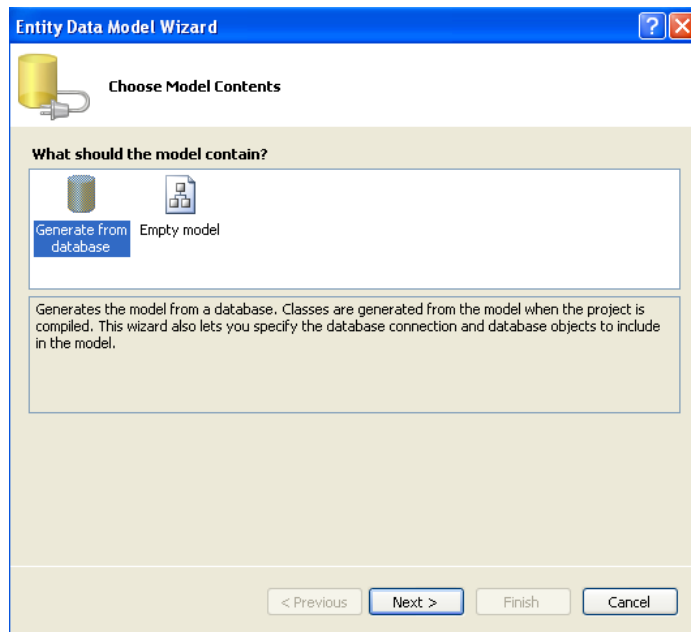 Entity Data Model Wizard
Choose Model Contents
What should the model contain?
Generate from
database
Empty model
Generates the model from a database. Classes are generated from the model when the project is
compiled. This wizard also lets you specify the database connection and database objects to include
in the model.
< Previous
Next >
Finish
Cancel